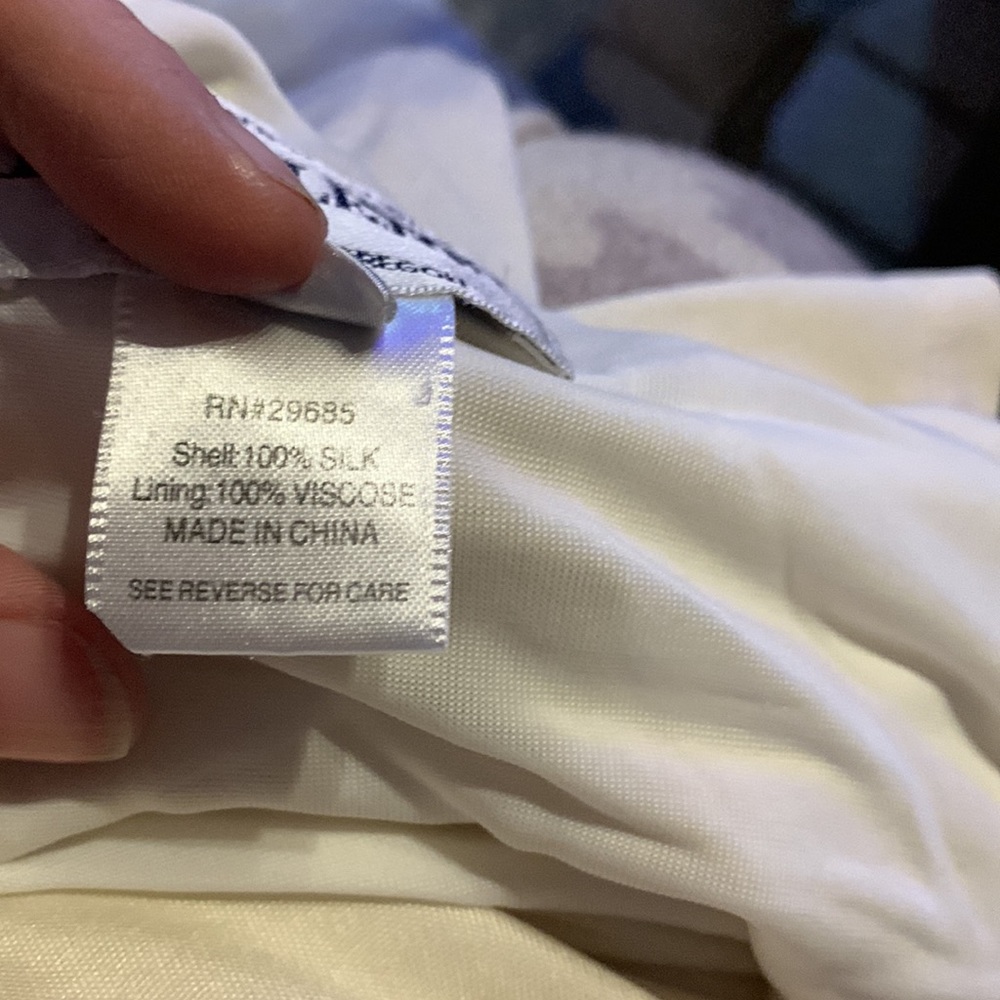 RN#29685
Shell:100% SILK
Lining:100% VISCOSE
MADE IN CHINA
SEE REVERSE FOR CARE